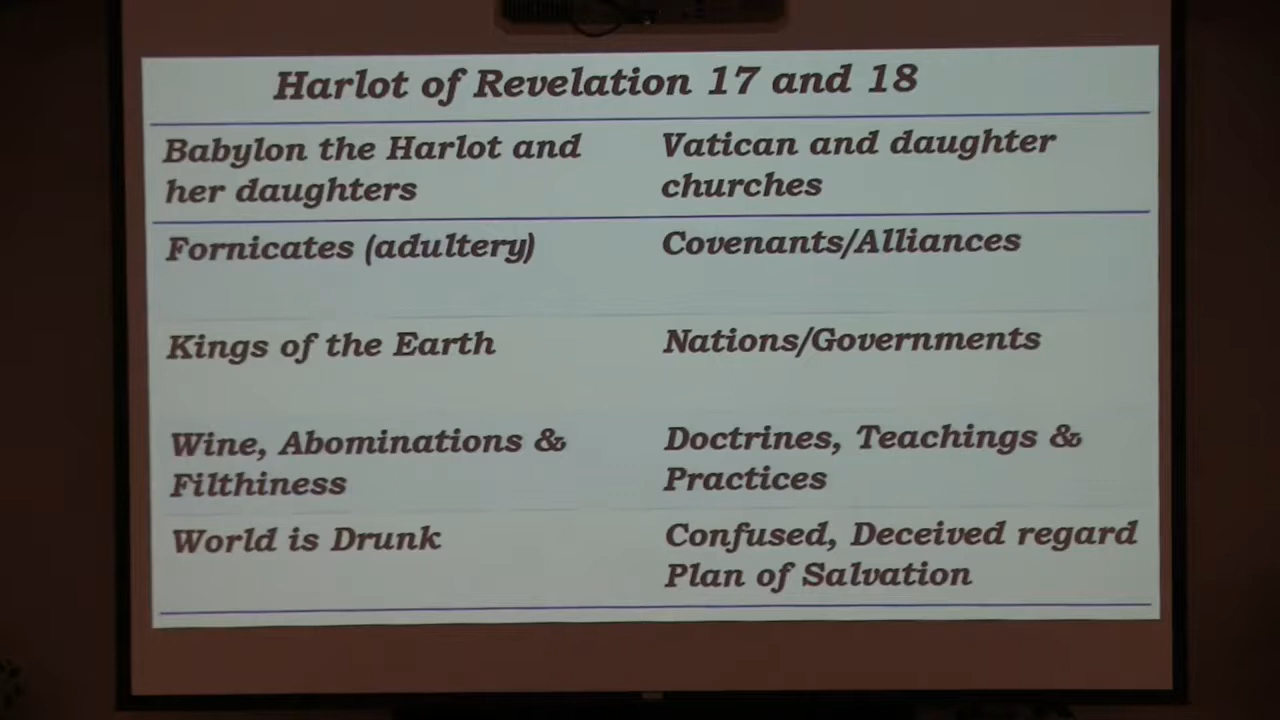 Harlot of Revelation 17 and 18
Babylon the Harlot and
her daughters
Vatican and daughter
churches
Fornicates (adultery)
Covenants/Alliances
Kings of the Earth
Nations/Governments
Wine, Abominations &
Filthiness
Doctrines, Teachings &
Practices
World is Drunk
Confused, Deceived regard
Plan of Salvation